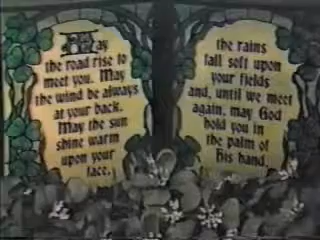 May
the road rise to
meet you. May
the wind be always
at your back.
May the sun
shine warm
upon your
face,
the rains
fall soft upon
your fields
and, until we meet
again, may God
hold you in
the palm of
His hand.